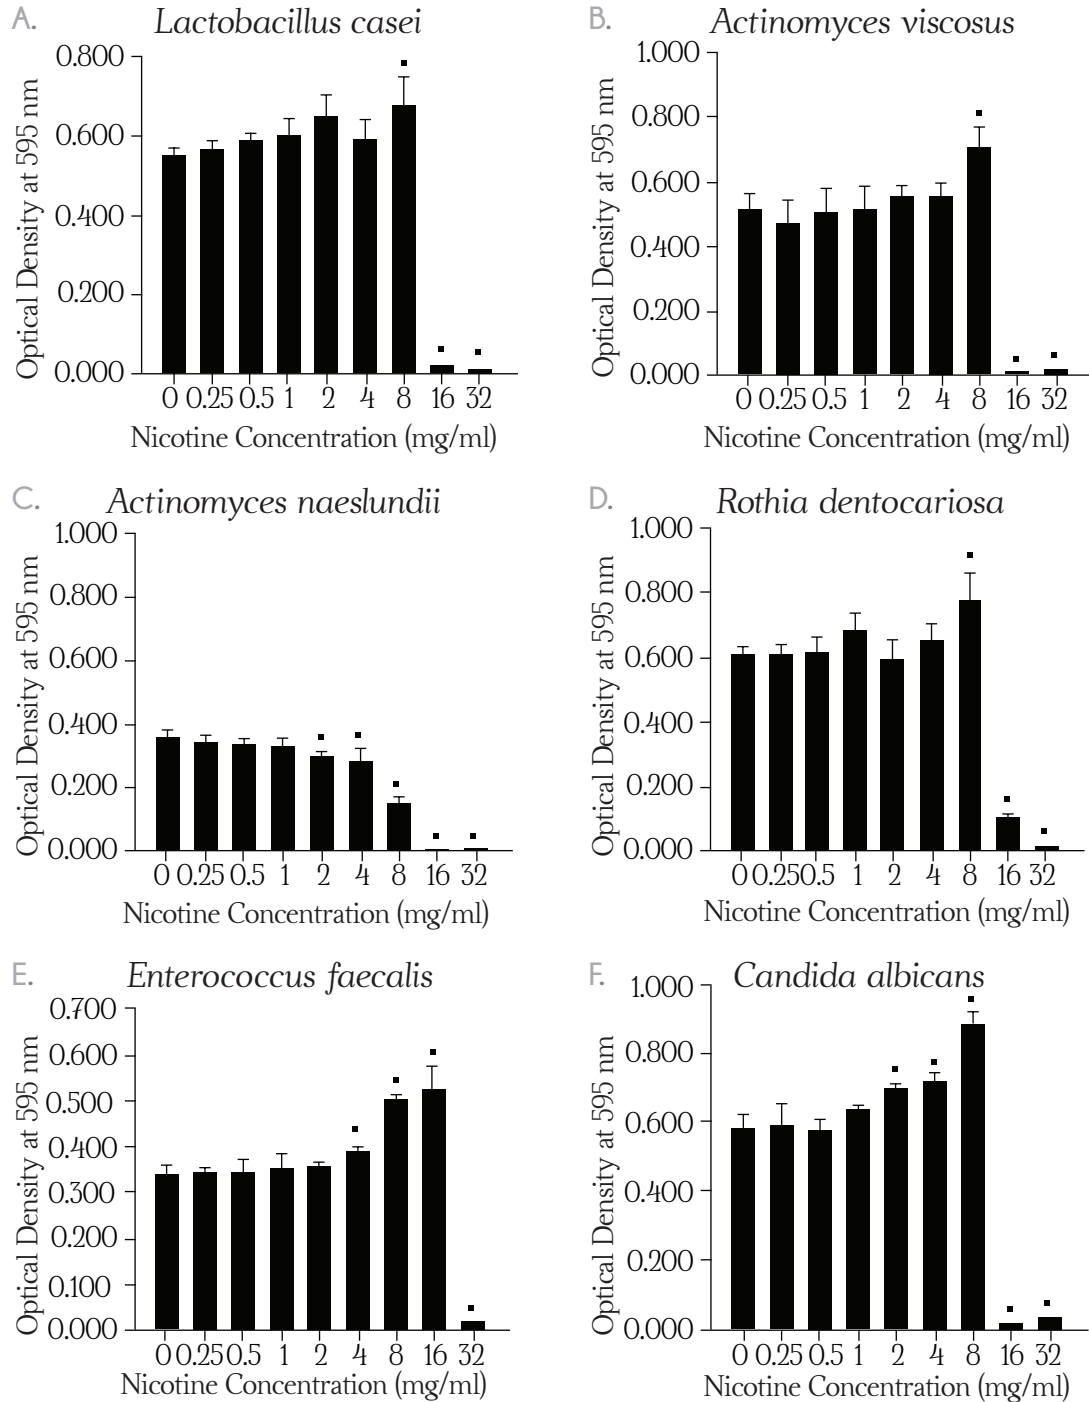 A. Lactobacillus casei
Optical Density at 595 nm
0.800
0.600
0.400
0.200
0.000
0 0.25 0.5 1 2 4 8 16 32
Nicotine Concentration (mg/ml)
B. Actinomyces viscosus
Optical Density at 595 nm
1.000
0.800
0.600
0.400
0.200
0.000
0 0.25 0.5 1 2 4 8 16 32
Nicotine Concentration (mg/ml)
C. Actinomyces naeslundii
Optical Density at 595 nm
1.000
0.800
0.600
0.400
0.200
0.000
0 0.25 0.5 1 2 4 8 16 32
Nicotine Concentration (mg/ml)
D. Rothia dentocariosa
Optical Density at 595 nm
1.000
0.800
0.600
0.400
0.200
0.000
0 0.25 0.5 1 2 4 8 16 32
Nicotine Concentration (mg/ml)
E. Enterococcus faecalis
Optical Density at 595 nm
0.700
0.600
0.500
0.400
0.300
0.200
0.100
0.000
0 0.25 0.5 1 2 4 8 16 32
Nicotine Concentration (mg/ml)
F. Candida albicans
Optical Density at 595 nm
1.000
0.800
0.600
0.400
0.200
0.000
0 0.25 0.5 1 2 4 8 16 32
Nicotine Concentration (mg/ml)